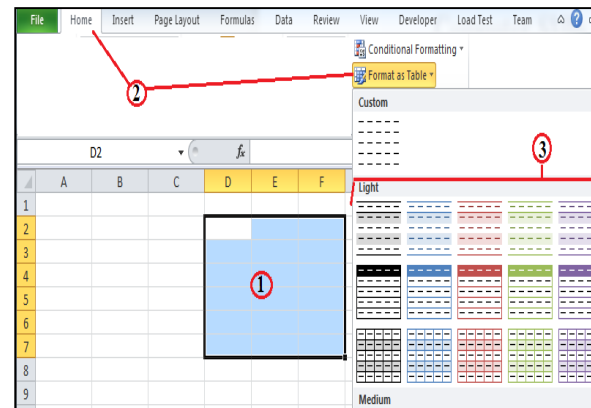 File Home Insert Page Layout Formulas Data Review View Developer Load Test Team
Conditional Formatting
Format as Table
2
Custom
D2 fx
3
A B C D E F
Light
1
2
3
4
1
5
6
7
8
9
Medium